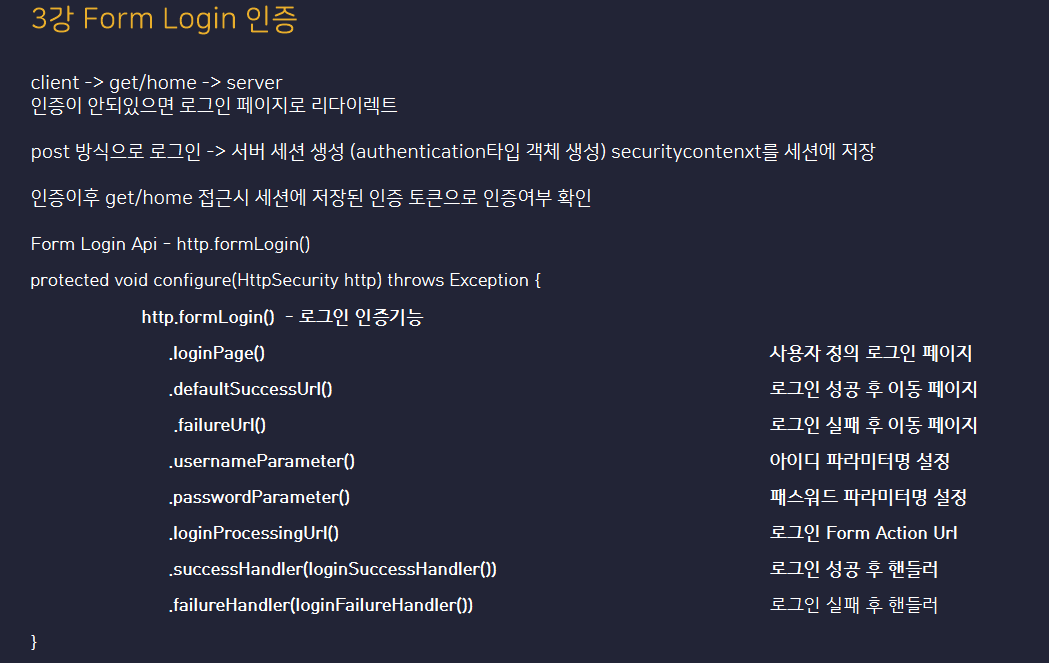 3강 Form Login 인증
client -> get/home -> server
인증이 안되있으면 로그인 페이지로 리다이렉트
post 방식으로 로그인 -> 서버 세션 생성 (authentication타입 객체 생성) securitycontenxt를 세션에 저장
인증이후 get/home 접근시 세션에 저장된 인증 토큰으로 인증여부 확인
Form Login Api - http.formLogin()
protected void configure(HttpSecurity http) throws Exception {
http.formLogin() - 로그인 인증기능
.loginPage() 사용자 정의 로그인 페이지
.defaultSuccessUrl() 로그인 성공 후 이동 페이지
.failureUrl() 로그인 실패 후 이동 페이지
.usernameParameter() 아이디 파라미터명 설정
.passwordParameter() 패스워드 파라미터명 설정
.loginProcessingUrl() 로그인 Form Action Url
.successHandler(loginSuccessHandler()) 로그인 성공 후 핸들러
.failureHandler(loginFailureHandler()) 로그인 실패 후 핸들러
}